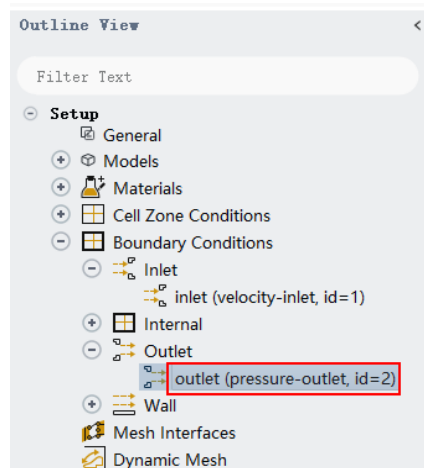 Outline View
Filter Text
Setup
General
Models
Materials
Cell Zone Conditions
Boundary Conditions
Inlet
inlet (velocity-inlet, id=1)
Internal
Outlet
outlet (pressure-outlet, id=2)
Wall
Mesh Interfaces
Dynamic Mesh